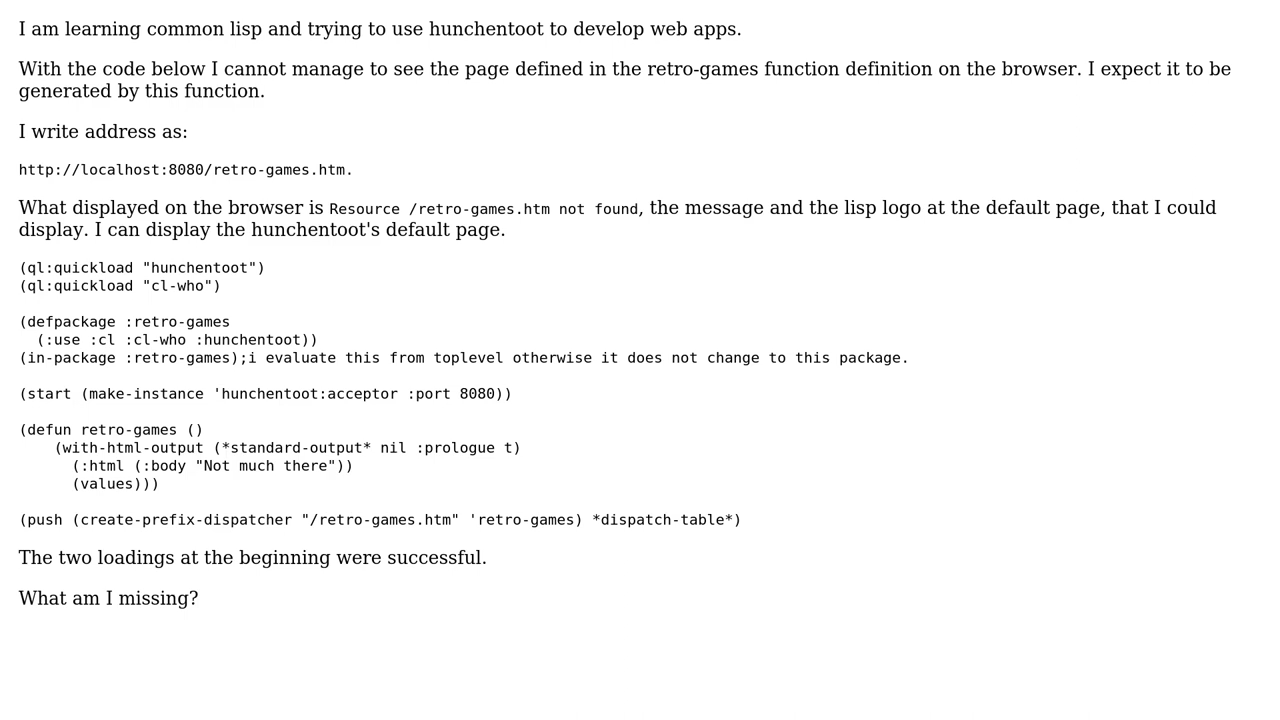 I am learning common lisp and trying to use hunchentoot to develop web apps.
With the code below I cannot manage to see the page defined in the retro-games function definition on the browser. I expect it to be
generated by this function.
I write address as:
http://localhost:8080/retro-games.htm.
What displayed on the browser is Resource /retro-games.htm not found, the message and the lisp logo at the default page, that I could
display. I can display the hunchentoot's default page.
(ql:quickload "hunchentoot")
(ql:quickload "cl-who")
(defpackage :retro-games
  (:use :cl :cl-who :hunchentoot))
(in-package :retro-games);i evaluate this from toplevel otherwise it does not change to this package.
(start (make-instance 'hunchentoot:acceptor :port 8080))
(defun retro-games ()
    (with-html-output (*standard-output* nil :prologue t)
      (:html (:body "Not much there"))
      (values)))
(push (create-prefix-dispatcher "/retro-games.htm" 'retro-games) *dispatch-table*)
The two loadings at the beginning were successful.
What am I missing?